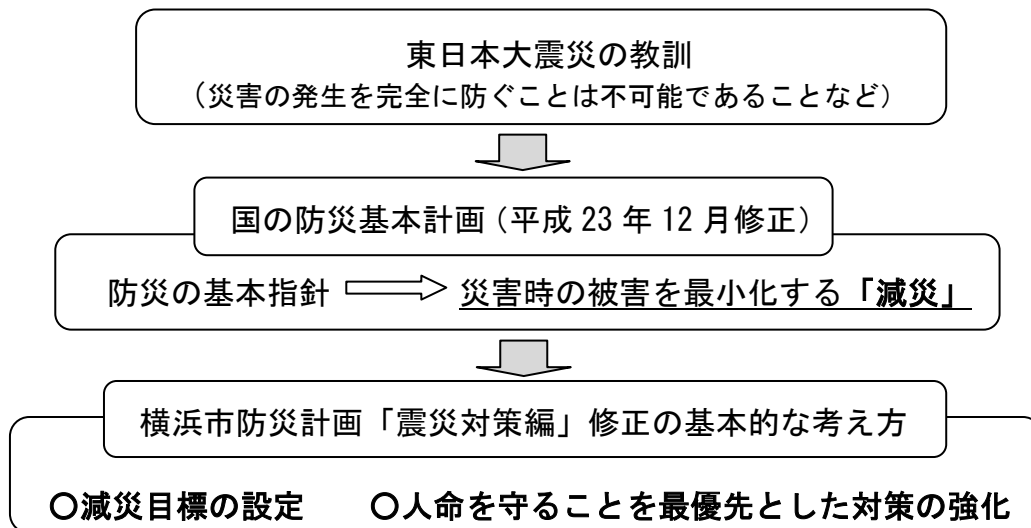 東日本大震災の教訓
(災害の発生を完全に防ぐことは不可能であることなど)
国の防災基本計画(平成 23 年 12 月修正)
防災の基本指針 ⇒ 災害時の被害を最小化する「減災」
横浜市防災計画「震災対策編」修正の基本的な考え方
○減災目標の設定 ○人命を守ることを最優先とした対策の強化